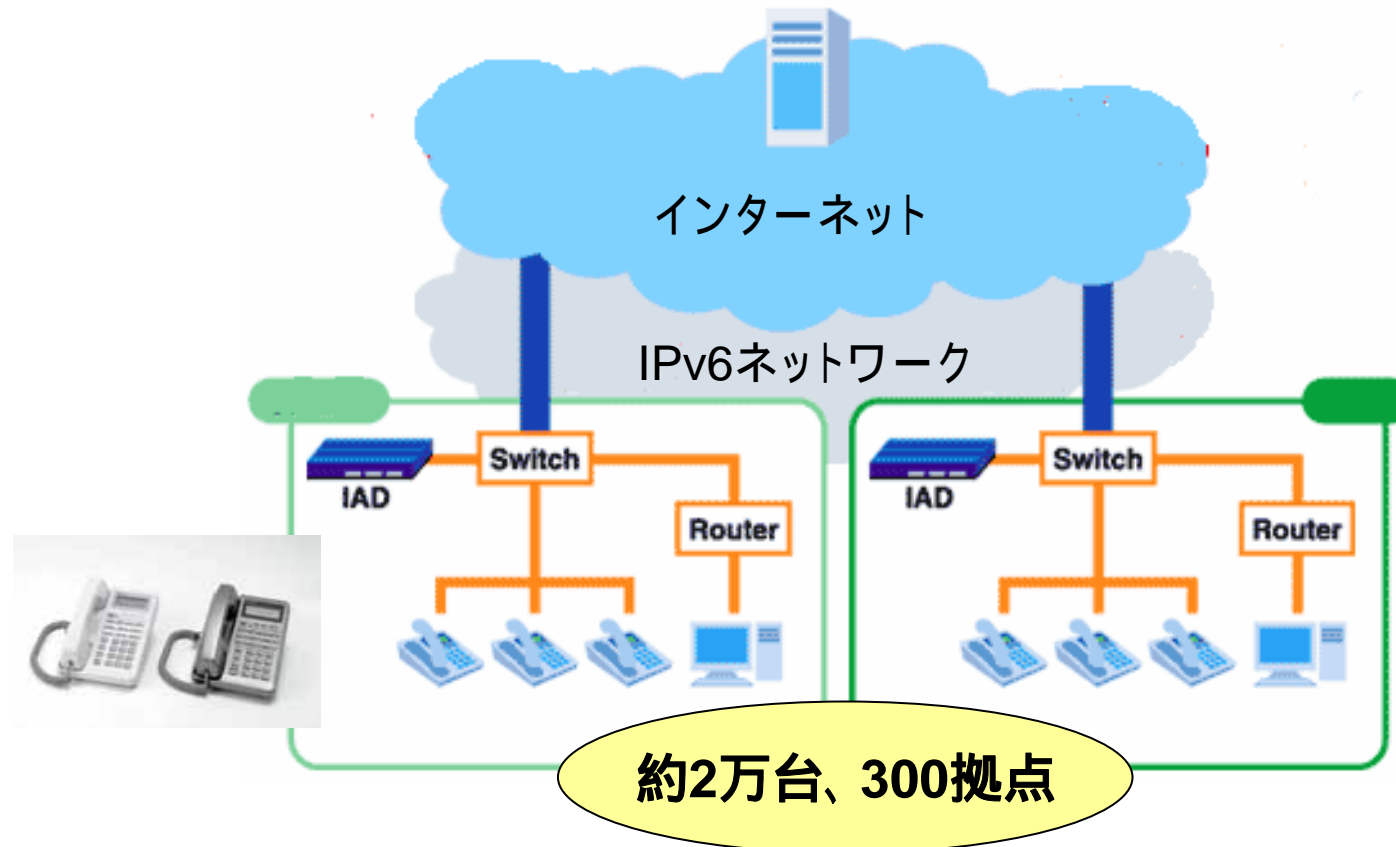 インターネット
IPv6ネットワーク
Switch
IAD
Router
Switch
IAD
Router
約2万台、300拠点